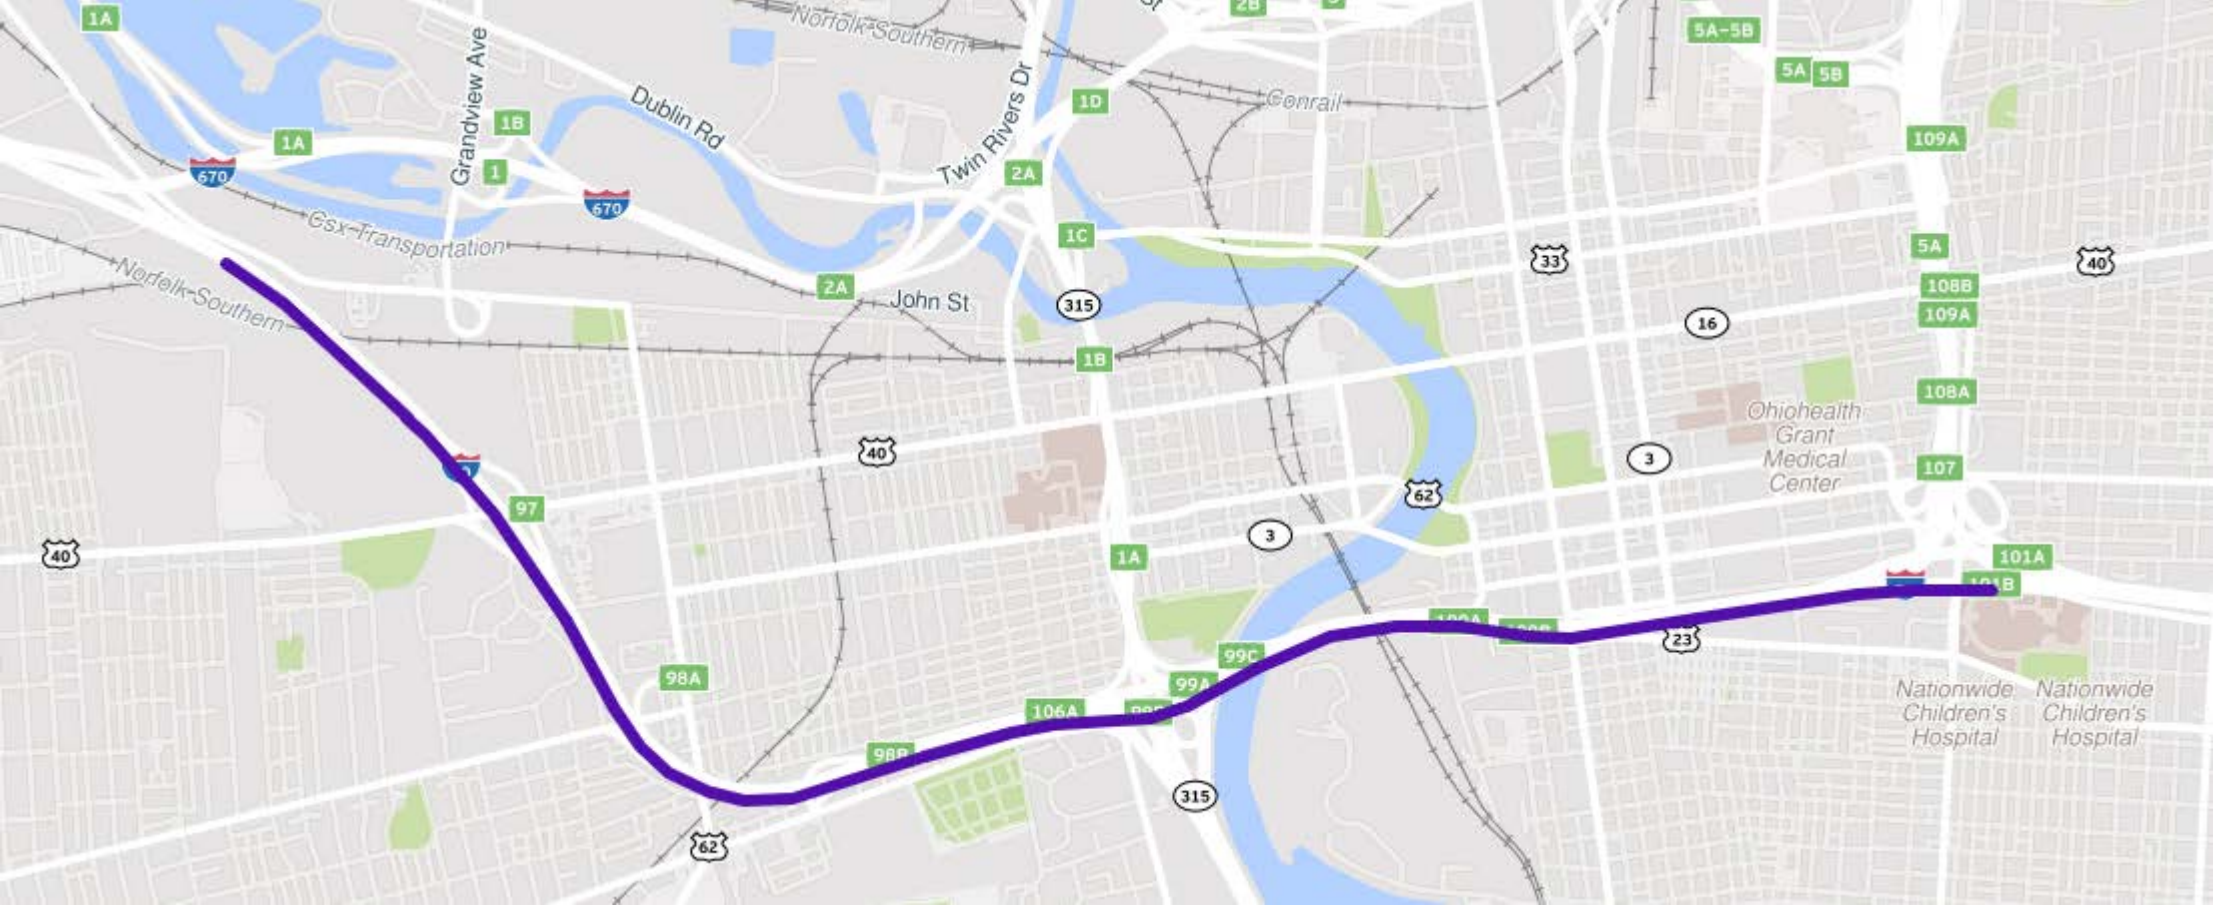 1A
2B
St
Norfolk-Southern
5A-5B
5A
5B
Grandview Ave
Dublin Rd
Twin Rivers Dr
1D
Conrail
1B
1A
109A
670
1
2A
670
Csx-Transportation
1C
5A
33
40
Norfolk-Southern
2A
John St
315
108B
109A
16
1B
108A
Ohiohealth
Grant
Medical
Center
40
3
107
62
97
3
40
1A
101A
101B
23
99C
98A
99A
106A
Nationwide
Children's
Hospital
Nationwide
Children's
Hospital
98B
315
62